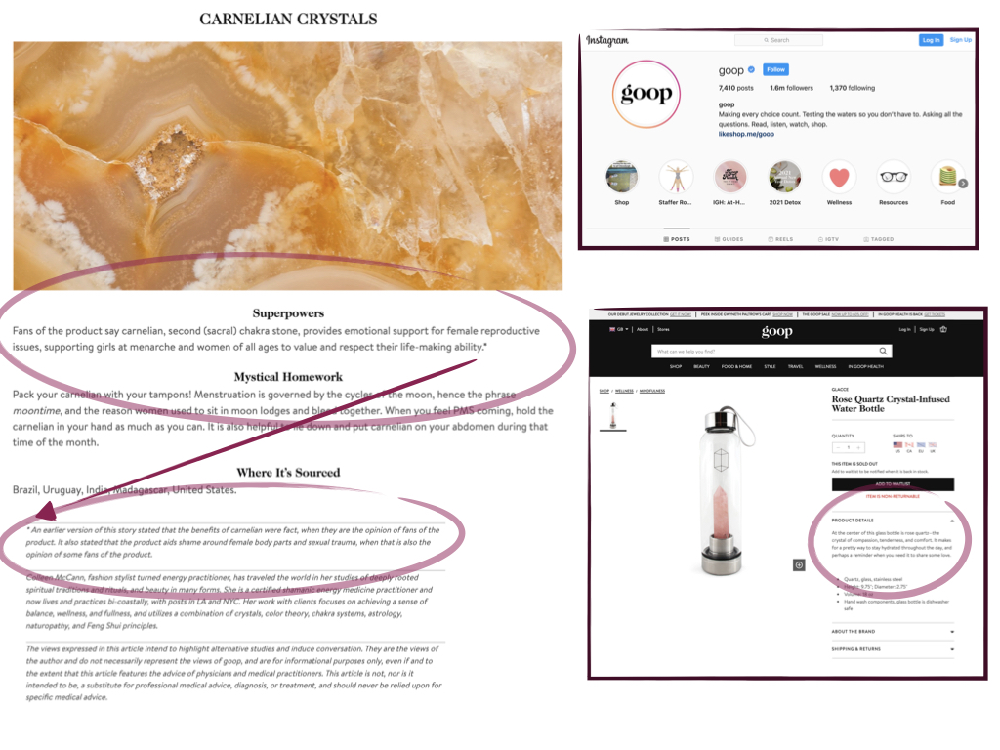 CARNELIAN CRYSTALS
Superpowers
Fans of the product say carnelian, second (sacral) chakra stone, provides emotional support for female reproductive
issues, supporting girls at menarche and women of all ages to value and respect their life-making ability.*
Mystical Homework
Pack your carnelian with your tampons! Menstruation is governed by the cycles of the moon, hence the phrase
moontime, and the reason women used to sit in moon lodges and bleed together. When you feel PMS coming, hold the
carnelian in your hand as much as you can. It is also helpful to lie down and put carnelian on your abdomen during that
time of the month.
Where It's Sourced
Brazil, Uruguay, India, Madagascar, United States.
* An earlier version of this story stated that the benefits of carnelian were fact, when they are the opinion of fans of the
product. It also stated that the product aids shame around female body parts and sexual trauma, when that is also the
opinion of some fans of the product.
Colleen McCann, fashion stylist turned energy practitioner, has traveled the world in her studies of deeply rooted
spiritual traditions and rituals, and beauty in many forms. She is a certified shamanic energy medicine practitioner and
now lives and practices bi-coastally, with posts in LA and NYC. Her work with clients focuses on achieving a sense of
balance, wellness, and fullness, and utilizes a combination of crystals, color theory, chakra systems, astrology,
naturopathy, and Feng Shui principles.
The views expressed in this article intend to highlight alternative studies and induce conversation. They are the views of
the author and do not necessarily represent the views of goop, and are for informational purposes only, even if and to
the extent that this article features the advice of physicians and medical practitioners. This article is not, nor is it
intended to be, a substitute for professional medical advice, diagnosis, or treatment, and should never be relied upon for
specific medical advice.
Instagram
Search
Log In Sign Up
goop
goop Follow
7,410 posts 1.6m followers 1,370 following
goop
Making every choice count. Testing the waters so you don't have to. Asking all the
questions. Read, listen, watch, shop.
likeshop.me/goop
Shop Staffer Ro... IGH: At-H... 2021 Detox Wellness Resources Food
POSTS GUIDES REELS IGTV TAGGED
OUR DEBUT JEWELRY COLLECTION GET IT NOW! PEEK INSIDE GWYNETH PALTROW'S CART SHOP NOW THE GOOP SALE IN GOOP HEALTH IS BACK GET TICKETS
GB About Stores goop Log In Sign Up
What can we help you find?
SHOP BEAUTY FOOD & HOME STYLE TRAVEL WELLNESS IN GOOP HEALTH
SHOP / WELLNESS / MINDFULNESS
GLACCE
Rose Quartz Crystal-Infused
Water Bottle
QUANTITY SHIPS TO
- 1 +
US CA EU UK
THIS ITEM IS SOLD OUT
Add to waitlist to be notified when it is back in stock.
ADD TO WAITLIST
ITEM IS NON-RETURNABLE
PRODUCT DETAILS
At the center of this glass bottle is rose quartz–the
crystal of compassion, tenderness, and comfort. It makes
for a pretty way to stay hydrated throughout the day, and
perhaps a reminder when you need it to share some love.
• Quartz, glass, stainless steel
• Height: 9.75"; Diameter: 2.75"
• Volume:
• Hand wash components, glass bottle is dishwasher
safe
ABOUT THE BRAND
SHIPPING & RETURNS